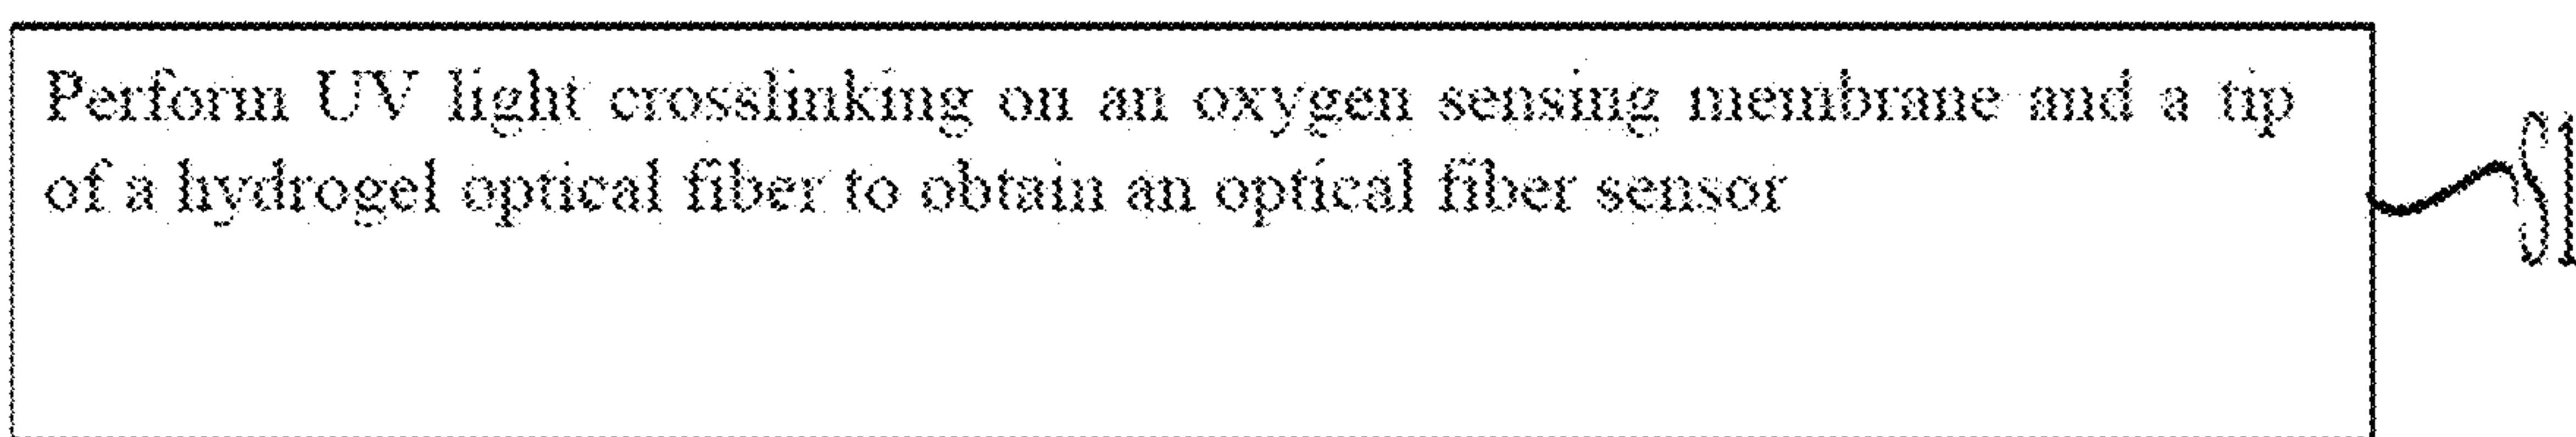 Perform UV light crosslinking on an oxygen sensing membrane and a tip
of a hydrogel optical fiber to obtain an optical fiber sensor
S1